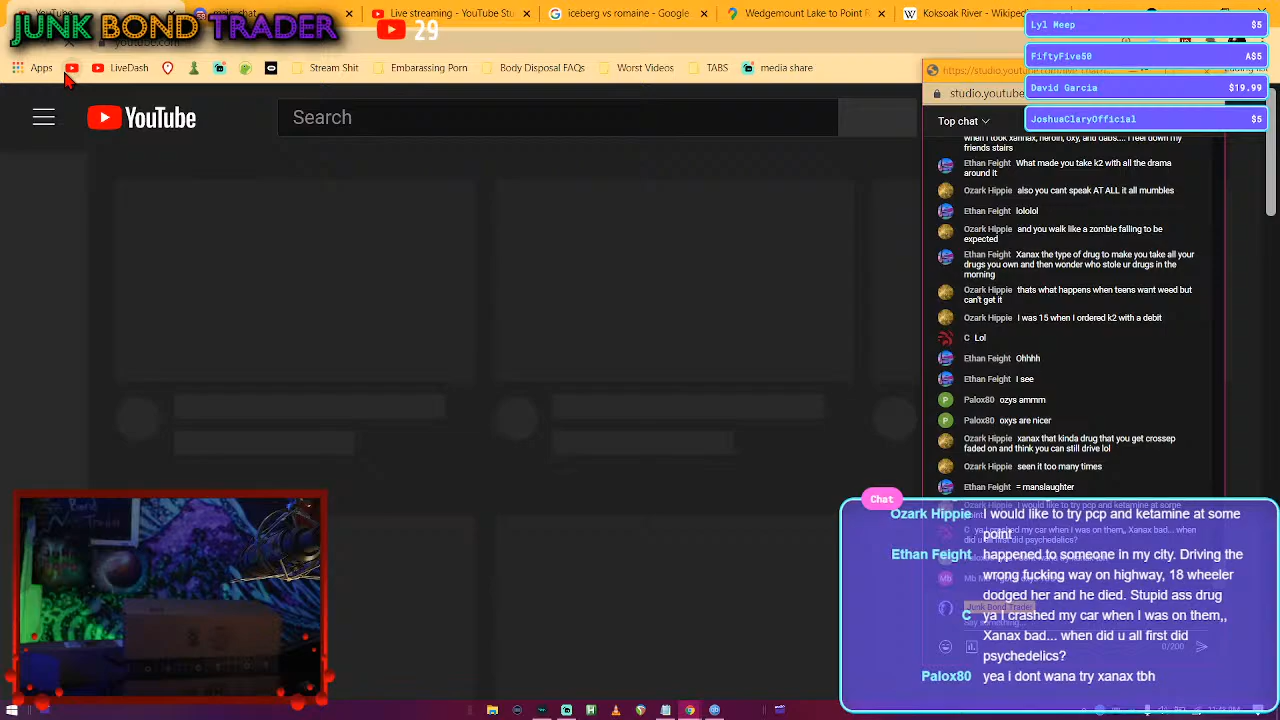 JUNK BOND TRADER
29
Live streaming - YouTube Stu
iceberg vs romaine - Google
Wedgemount Lake to Point F
Koksoak River - Wikipedi
Apps
LiveDash
Streams
Embarassing Porn
Body Disposal FAQs
Worst Videos
TABS
media share
YouTube
Search
Lyl Meep $5
FiftyFive50 A$5
David Garcia $19.99
JoshuaClaryOfficial $5
studio.youtube
Top chat
when I took xanax, heroin, oxy, and dabs.... I feel down my
friends stairs
Ethan Feight What made you take k2 with all the drama
around it
Ozark Hippie also you cant speak AT ALL it all mumbles
Ethan Feight lololol
Ozark Hippie and you walk like a zombie falling to be
expected
Ethan Feight Xanax the type of drug to make you take all your
drugs you own and then wonder who stole ur drugs in the
morning
Ozark Hippie thats what happens when teens want weed but
can't get it
Ozark Hippie I was 15 when I ordered k2 with a debit
C Lol
Ethan Feight Ohhhh
Ethan Feight I see
Palox80 ozys ammm
Palox80 oxys are nicer
Ozark Hippie xanax that kinda drug that you get crossep
faded on and think you can still drive lol
Ozark Hippie seen it too many times
Ethan Feight = manslaughter
Chat
Ozark Hippie I would like to try pcp and ketamine at some
point
Ethan Feight happened to someone in my city. Driving the
wrong fucking way on highway, 18 wheeler
dodged her and he died. Stupid ass drug
C ya I crashed my car when I was on them,,
Xanax bad... when did u all first did
psychedelics?
Palox80 yea i dont wana try xanax tbh
Junk Bond Trader
Say something...
0/200